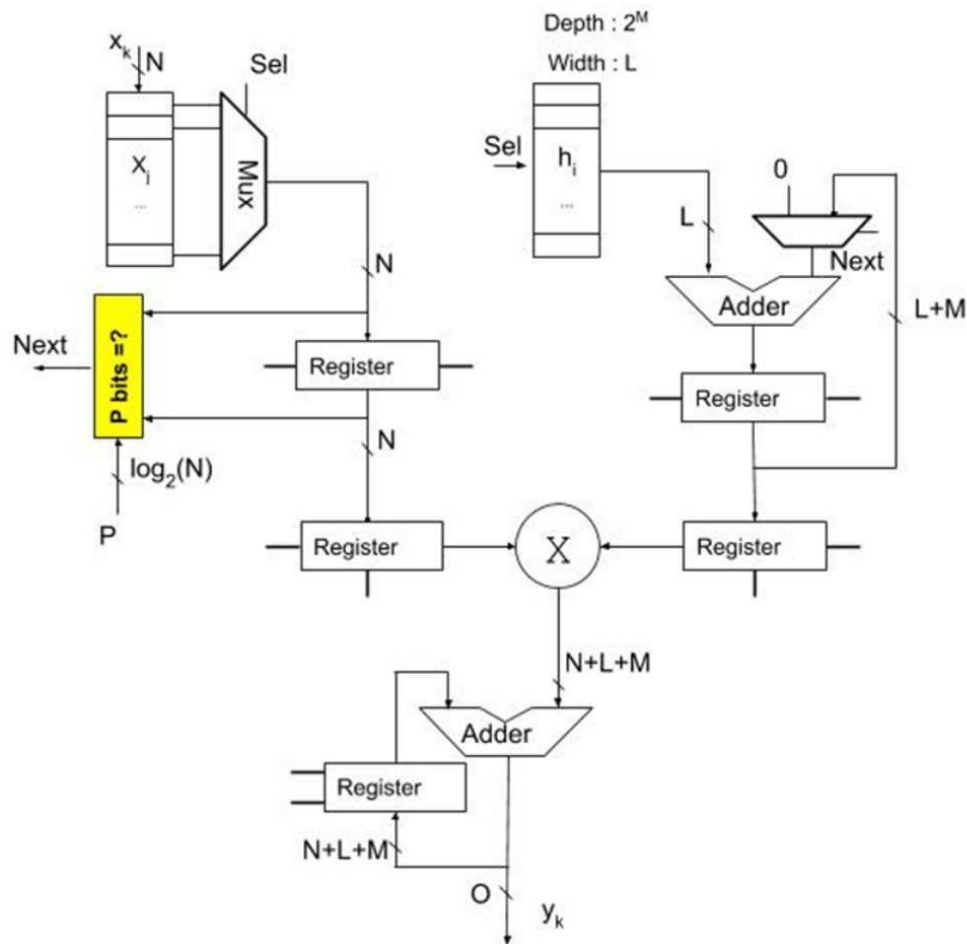 x_k
N
Sel
X_j
...
Mux
N
Depth : 2^M
Width : L
Sel
h_i
...
0
L
Next
Adder
L+M
Next
P bits =?
Register
Register
N
log_2(N)
P
Register
X
Register
N+L+M
Adder
Register
N+L+M
O
y_k